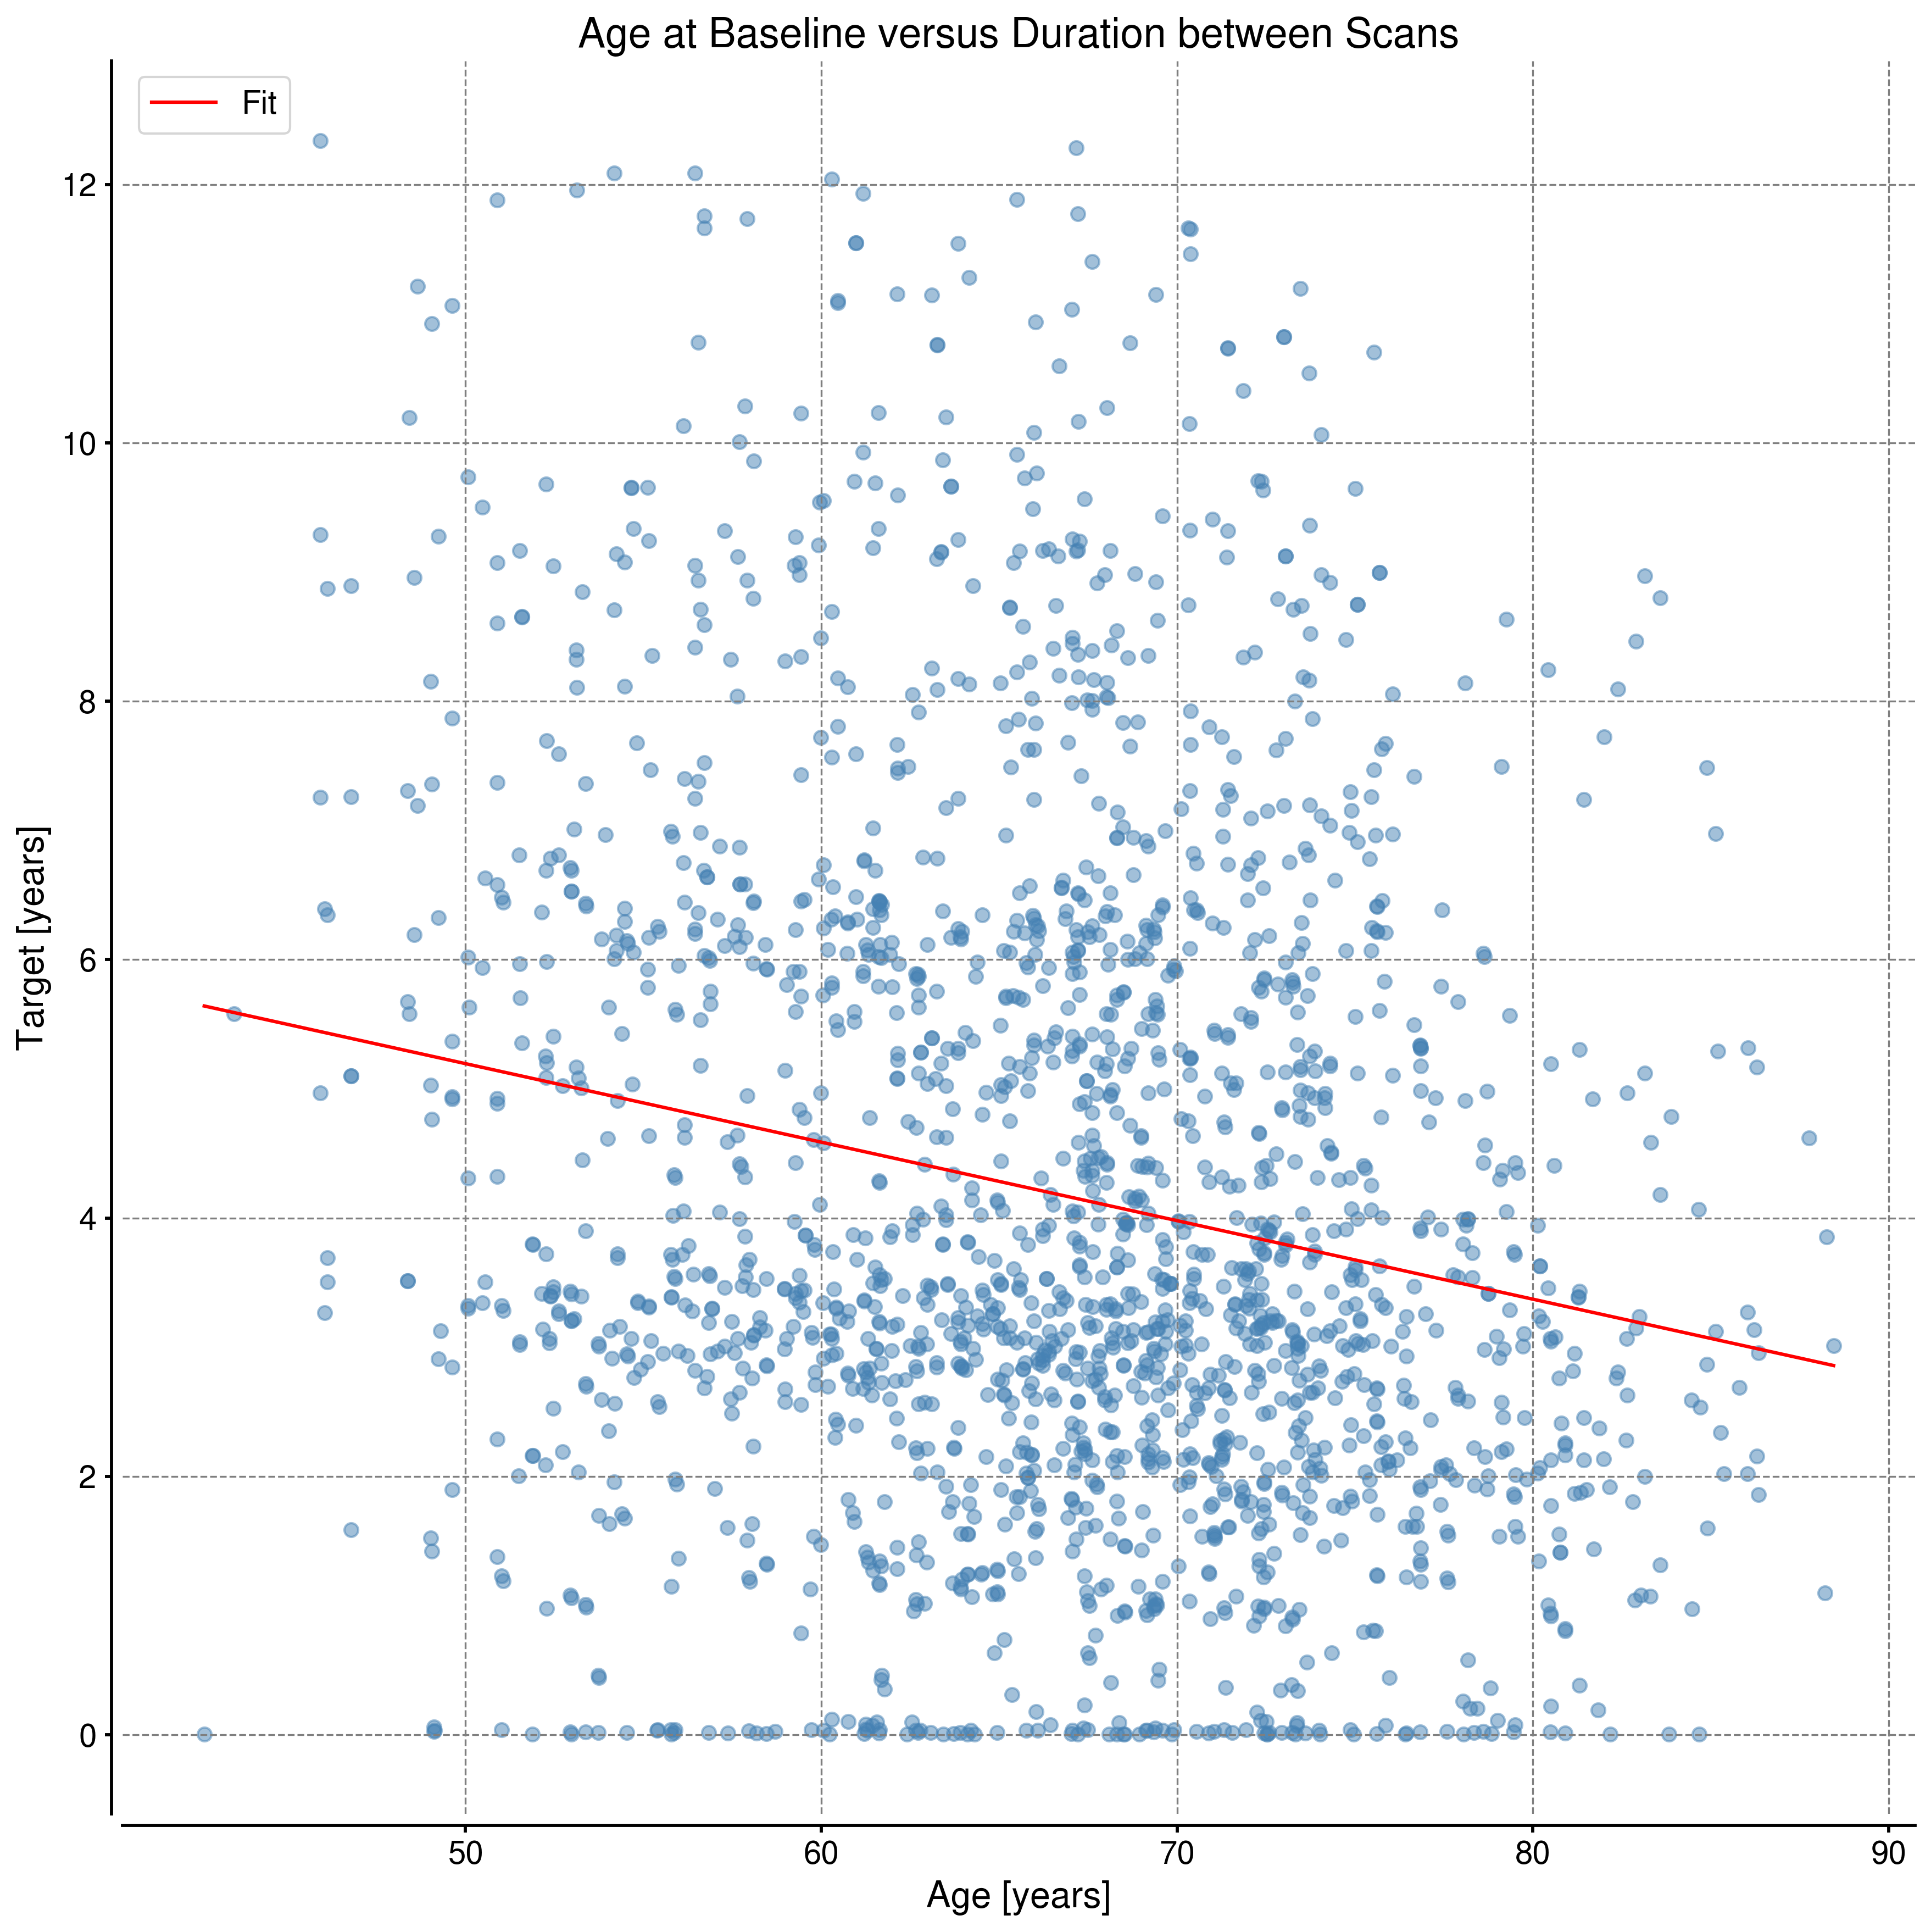 Age at Baseline versus Duration between Scans
Fit
12
10
8
6
4
2
0
Target [years]
50 60 70 80 90
Age [years]